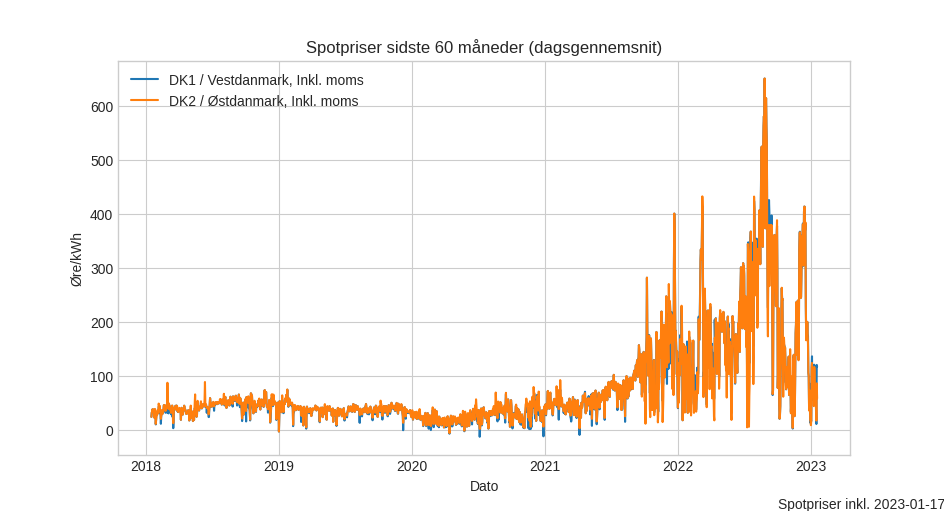 Spotpriser sidste 60 måneder (dagsgennemsnit)
DK1 / Vestdanmark, Inkl. moms
DK2 / Østdanmark, Inkl. moms
600
500
400
300
200
100
0
Øre/kWh
2018 2019 2020 2021 2022 2023
Dato
Spotpriser inkl. 2023-01-17